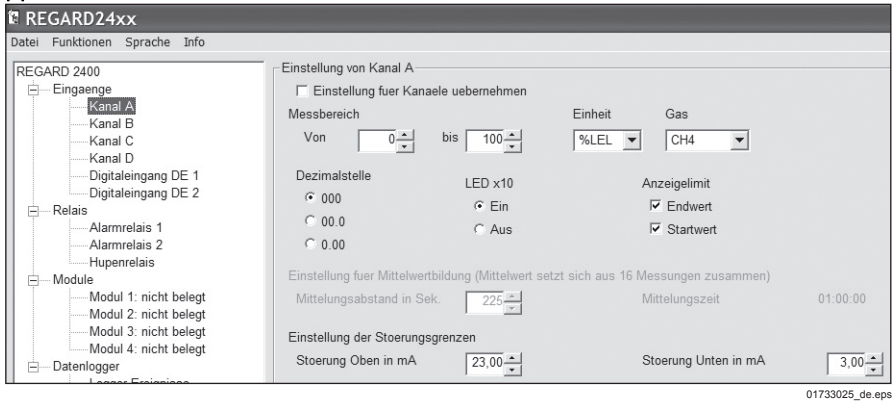 REGARD24xx
Datei Funktionen Sprache Info
REGARD 2400
Eingaenge
Kanal A
Kanal B
Kanal C
Kanal D
Digitaleingang DE 1
Digitaleingang DE 2
Relais
Alarmrelais 1
Alarmrelais 2
Hupenrelais
Module
Modul 1: nicht belegt
Modul 2: nicht belegt
Modul 3: nicht belegt
Modul 4: nicht belegt
Datenlogger
Logger Ereignisse
Einstellung von Kanal A
Einstellung fuer Kanaele uebernehmen
Messbereich Einheit Gas
Von 0 bis 100 %LEL CH4
Dezimalstelle LED x10 Anzeigelimit
000 Ein Endwert
00.0 Aus Startwert
0.00
Einstellung fuer Mittelwertbildung (Mittelwert setzt sich aus 16 Messungen zusammen)
Mittelungsabstand in Sek. 225 Mittelungszeit 01:00:00
Einstellung der Stoerungsgrenzen
Stoerung Oben in mA 23,00 Stoerung Unten in mA 3,00
01733025_de.eps